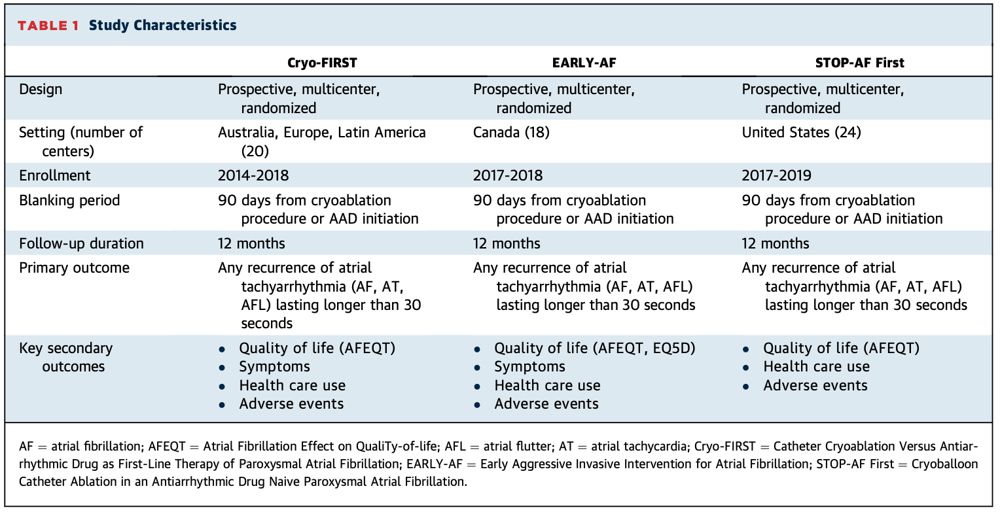 TABLE 1 Study Characteristics
Cryo-FIRST EARLY-AF STOP-AF First
Design Prospective, multicenter, Prospective, multicenter, Prospective, multicenter,
randomized randomized randomized
Setting (number of Australia, Europe, Latin America Canada (18) United States (24)
centers) (20)
Enrollment 2014-2018 2017-2018 2017-2019
Blanking period 90 days from cryoablation 90 days from cryoablation 90 days from cryoablation
procedure or AAD initiation procedure or AAD initiation procedure or AAD initiation
Follow-up duration 12 months 12 months 12 months
Primary outcome Any recurrence of atrial Any recurrence of atrial Any recurrence of atrial
tachyarrhythmia (AF, AT, tachyarrhythmia (AF, AT, AFL) tachyarrhythmia (AF, AT, AFL)
AFL) lasting longer than 30 lasting longer than 30 seconds lasting longer than 30 seconds
seconds
Key secondary • Quality of life (AFEQT) • Quality of life (AFEQT, EQ5D) • Quality of life (AFEQT)
outcomes • Symptoms • Symptoms • Health care use
• Health care use • Health care use • Adverse events
• Adverse events • Adverse events
AF = atrial fibrillation; AFEQT = Atrial Fibrillation Effect on QualiTy-of-life; AFL = atrial flutter; AT = atrial tachycardia; Cryo-FIRST = Catheter Cryoablation Versus Antiar-
rhythmic Drug as First-Line Therapy of Paroxysmal Atrial Fibrillation; EARLY-AF = Early Aggressive Invasive Intervention for Atrial Fibrillation; STOP-AF First = Cryoballoon
Catheter Ablation in an Antiarrhythmic Drug Naive Paroxysmal Atrial Fibrillation.